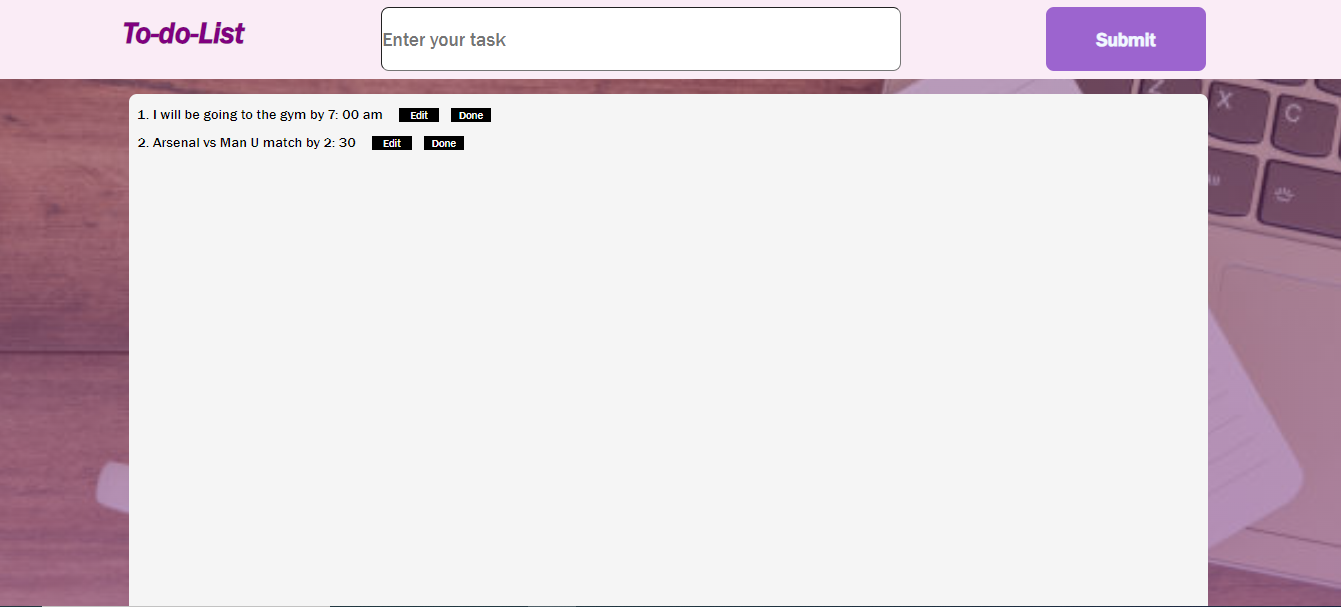 To-do-List
Enter your task
Submit
1. I will be going to the gym by 7: 00 am Edit Done
2. Arsenal vs Man U match by 2: 30 Edit Done
Z
X
C